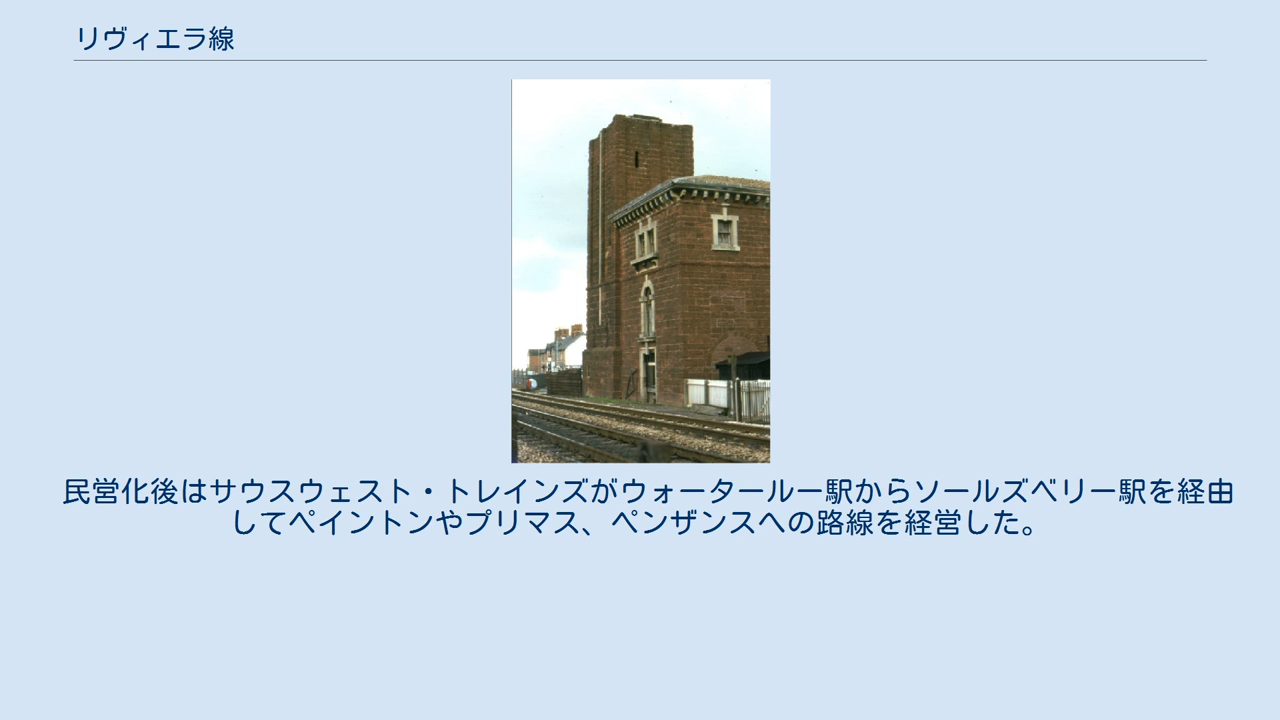 リヴィエラ線
民営化後はサウスウェスト・トレインズがウォータールー駅からソールズベリー駅を経由
してペイントンやプリマス、ペンザンスへの路線を経営した。